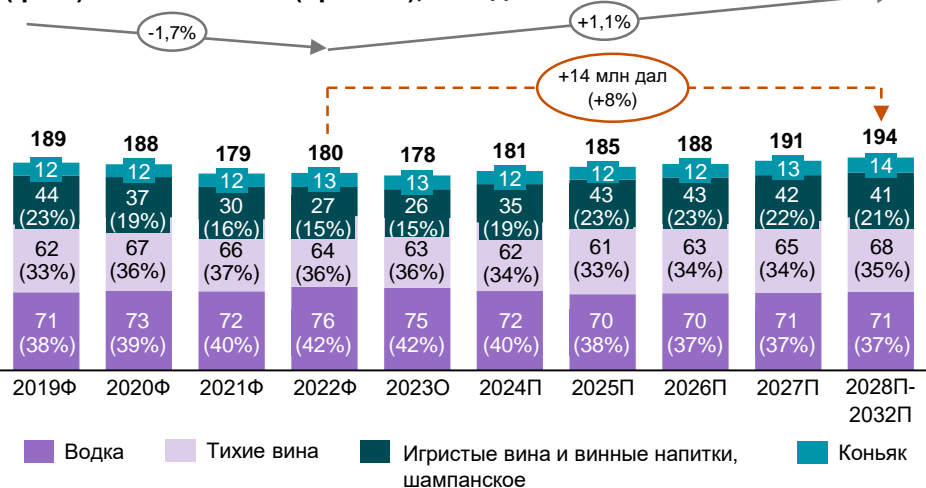 -1,7%
+1,1%
+14 млн дал
(+8%)
189 188 179 180 178 181 185 188 191 194
12 12 12 13 13 12 12 12 13 14
44 37 30 27 26 35 43 43 42 41
(23%) (19%) (16%) (15%) (15%) (19%) (23%) (23%) (22%) (21%)
62 67 66 64 63 62 61 63 65 68
(33%) (36%) (37%) (36%) (36%) (34%) (33%) (34%) (34%) (35%)
71 73 72 76 75 72 70 70 71 71
(38%) (39%) (40%) (42%) (42%) (40%) (38%) (37%) (37%) (37%)
2019Ф 2020Ф 2021Ф 2022Ф 2023О 2024П 2025П 2026П 2027П 2028П-
2032П
Водка Тихие вина Игристые вина и винные напитки, Коньяк
шампанское